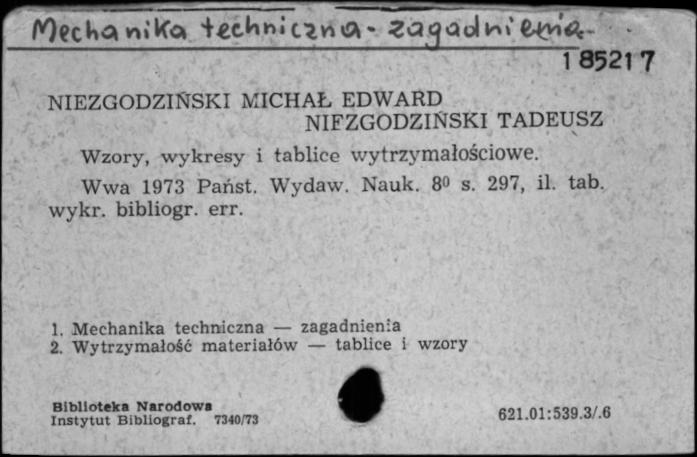 Mechanika techniczna - zagadnienia
185217
NIEZGODZIŃSKI MICHAŁ EDWARD
NIEZGODZIŃSKI TADEUSZ
Wzory, wykresy i tablice wytrzymałościowe.
Wwa 1973 Państ. Wydaw. Nauk. 8⁰ s. 297, il. tab.
wykr. bibliogr. err.
1. Mechanika techniczna — zagadnienia
2. Wytrzymałość materiałów — tablice i wzory
Biblioteka Narodowa
Instytut Bibliograf. 7340/73
621.01:539.3/.6